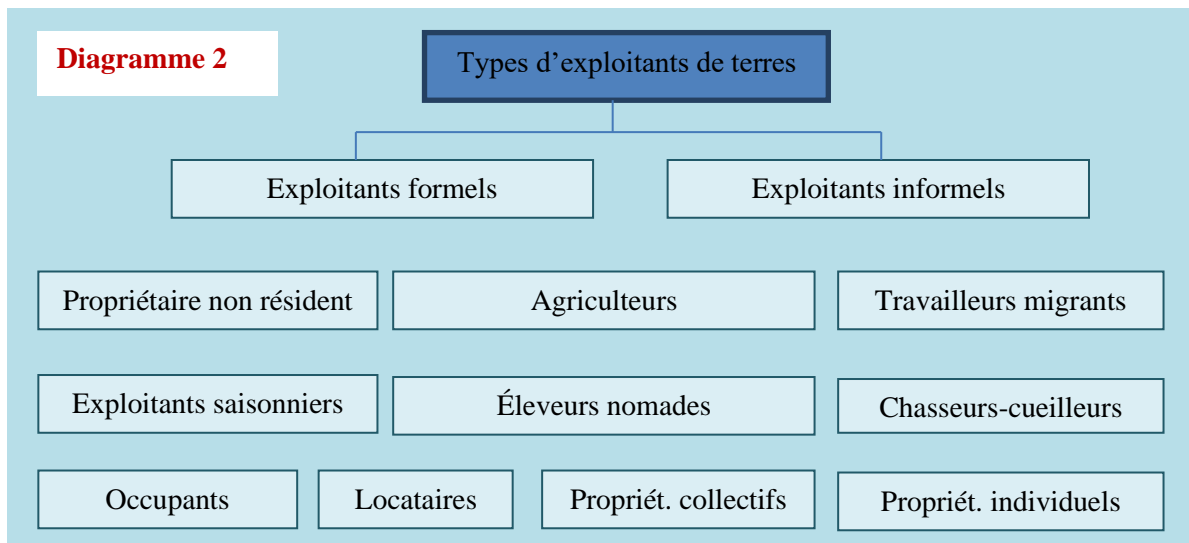 Diagramme 2
Types d’exploitants de terres
Exploitants formels
Exploitants informels
Propriétaire non résident
Agriculteurs
Travailleurs migrants
Exploitants saisonniers
Éleveurs nomades
Chasseurs-cueilleurs
Occupants
Locataires
Propriét. collectifs
Propriét. individuels